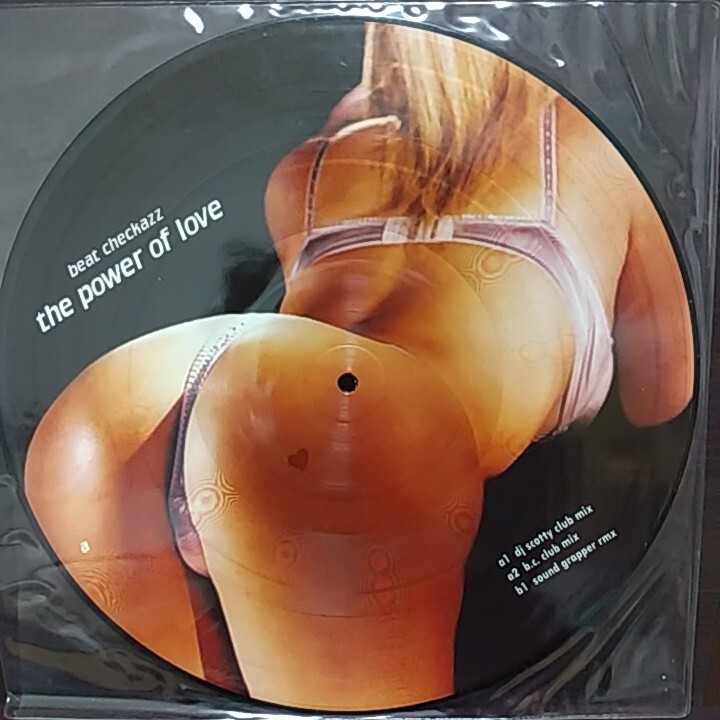 beat checkazz
the power of love
a
a1 dj scotty club mix
a2 b.c. club mix
b1 sound grapper rmx